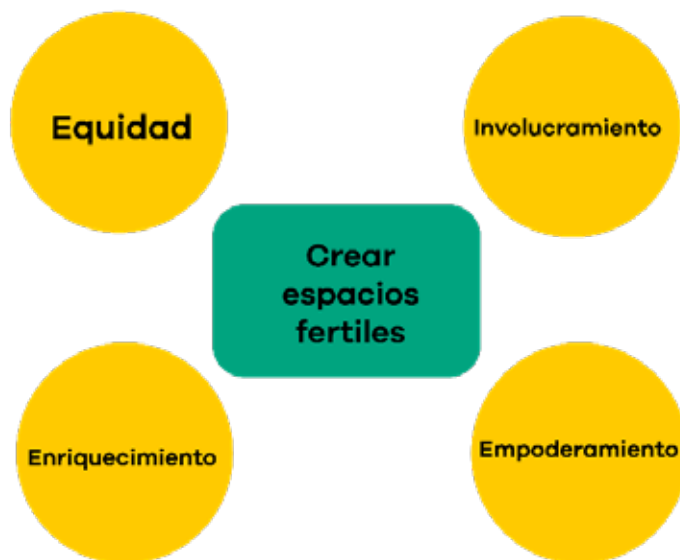 Equidad
Involucramiento
Crear
espacios
fertiles
Enriquecimiento
Empoderamiento